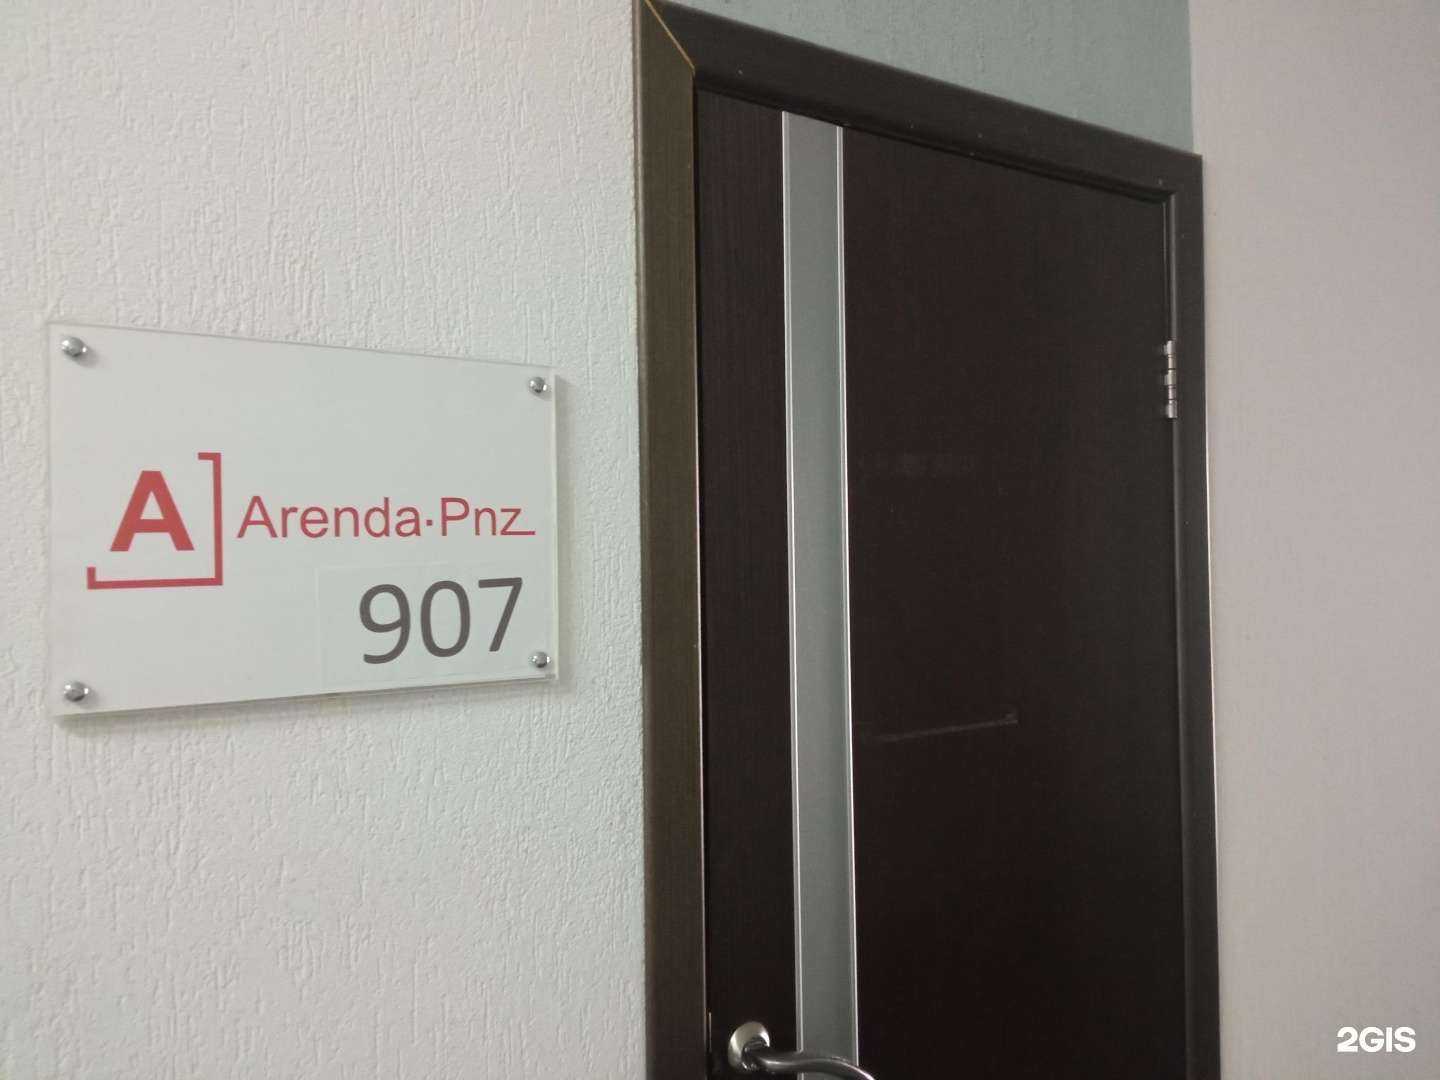 A
Arenda·Pnz
907
2GIS